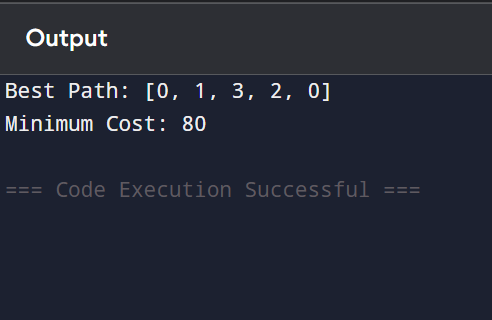 Output
Best Path: [0, 1, 3, 2, 0]
Minimum Cost: 80
=== Code Execution Successful ===